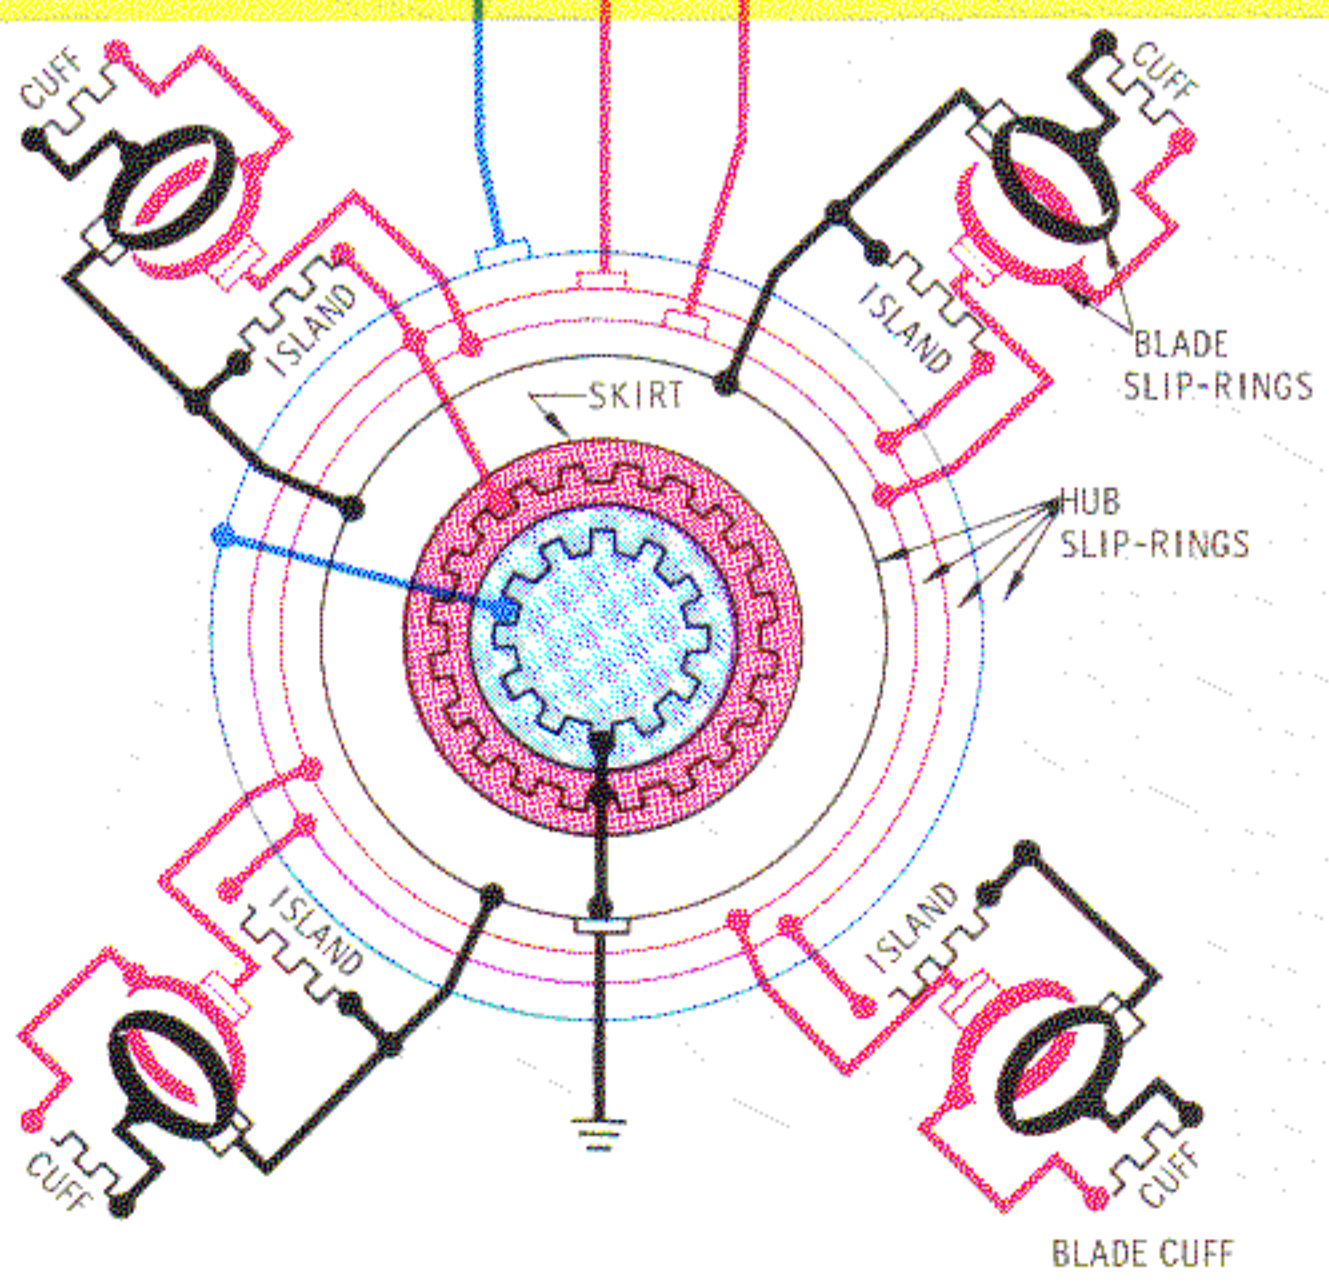 CUFF
CUFF
ISLAND
ISLAND
BLADE
SLIP-RINGS
SKIRT
HUB
SLIP-RINGS
ISLAND
ISLAND
CUFF
CUFF
BLADE CUFF